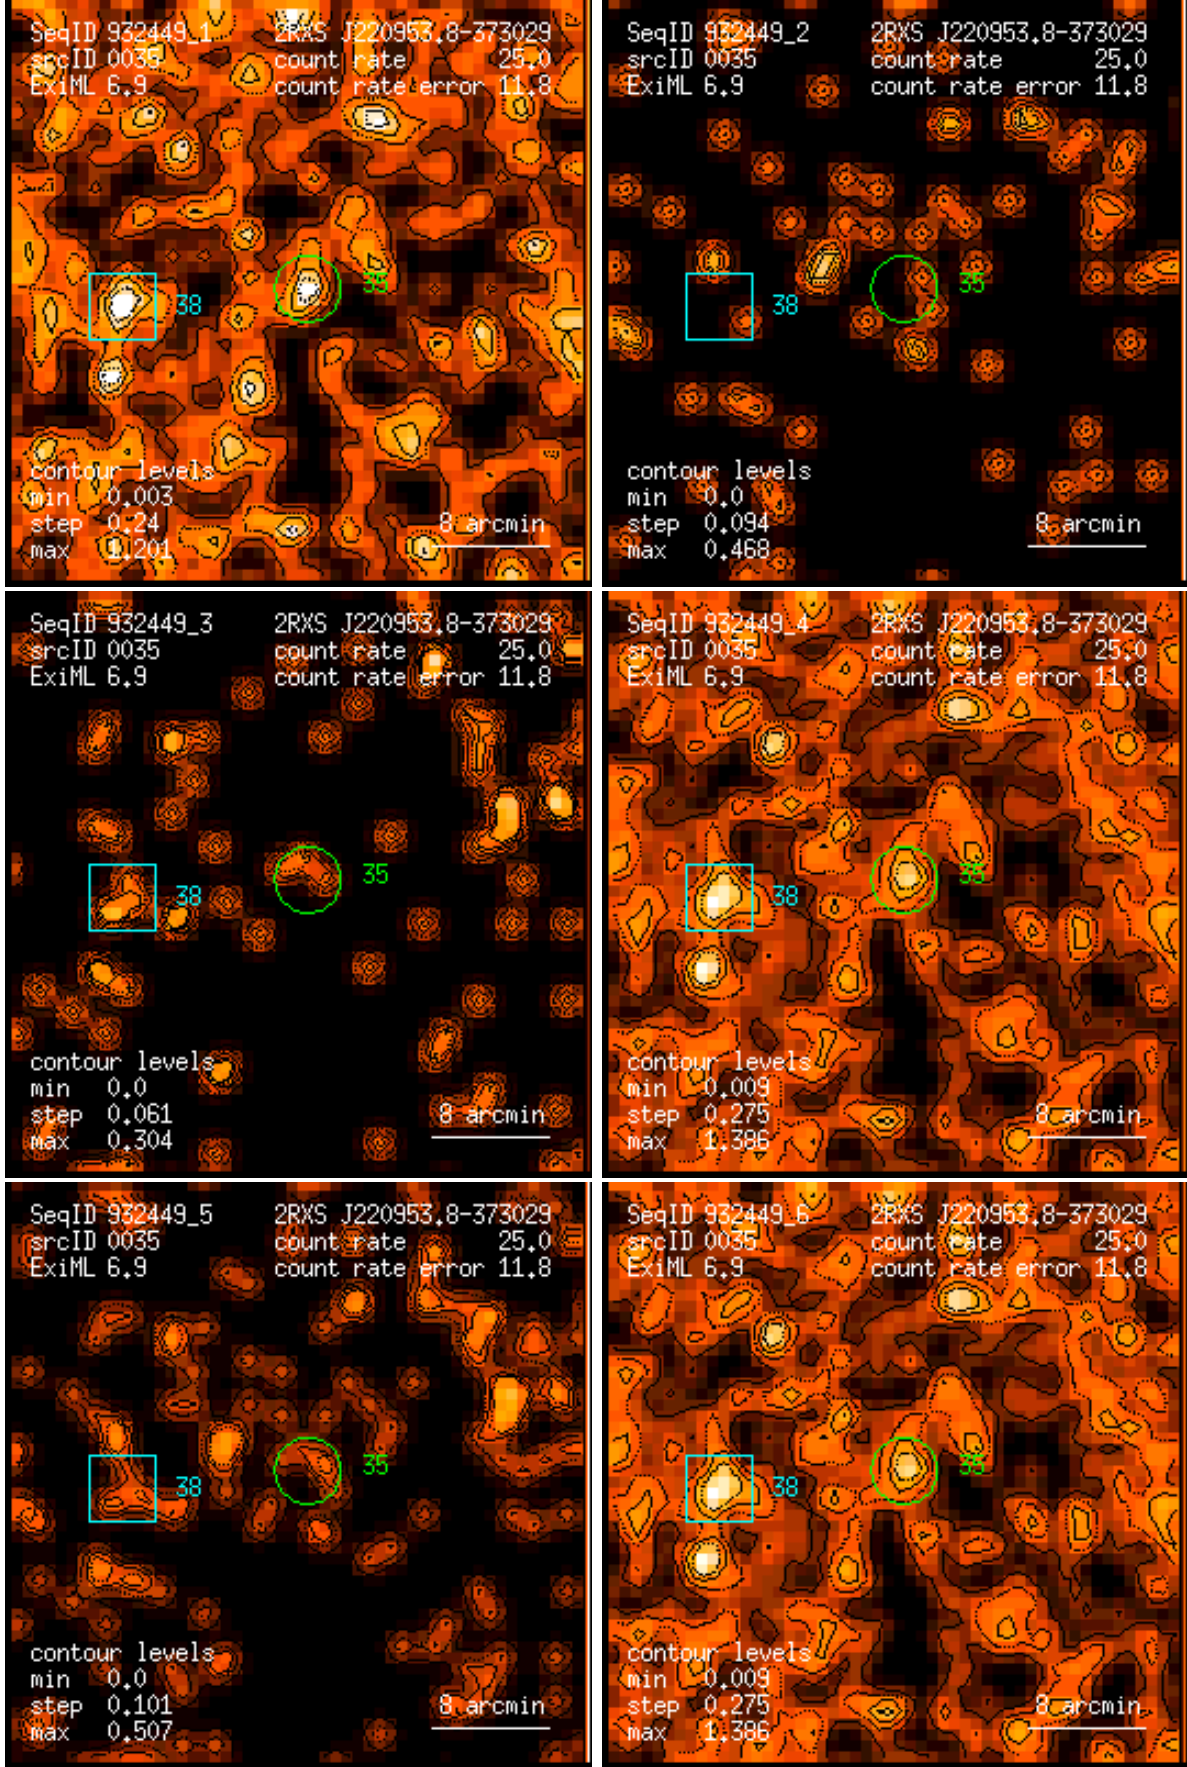 SeqID 932449_1 2RXS J220953.8-373029
srcID 0035 count rate 25.0
ExiML 6.9 count rate error 11.8
35
38
contour levels
min 0.003
step 0.24 8 arcmin
max 1.201
SeqID 932449_2 2RXS J220953.8-373029
srcID 0035 count rate 25.0
ExiML 6.9 count rate error 11.8
35
38
contour levels
min 0.0
step 0.094 8 arcmin
max 0.468
SeqID 932449_3 2RXS J220953.8-373029
srcID 0035 count rate 25.0
ExiML 6.9 count rate error 11.8
35
38
contour levels
min 0.0
step 0.061 8 arcmin
max 0.304
SeqID 932449_4 2RXS J220953.8-373029
srcID 0035 count rate 25.0
ExiML 6.9 count rate error 11.8
35
38
contour levels
min 0.009
step 0.275 8 arcmin
max 1.386
SeqID 932449_5 2RXS J220953.8-373029
srcID 0035 count rate 25.0
ExiML 6.9 count rate error 11.8
35
38
contour levels
min 0.0
step 0.101 8 arcmin
max 0.507
SeqID 932449_6 2RXS J220953.8-373029
srcID 0035 count rate 25.0
ExiML 6.9 count rate error 11.8
35
38
contour levels
min 0.009
step 0.275 8 arcmin
max 1.386